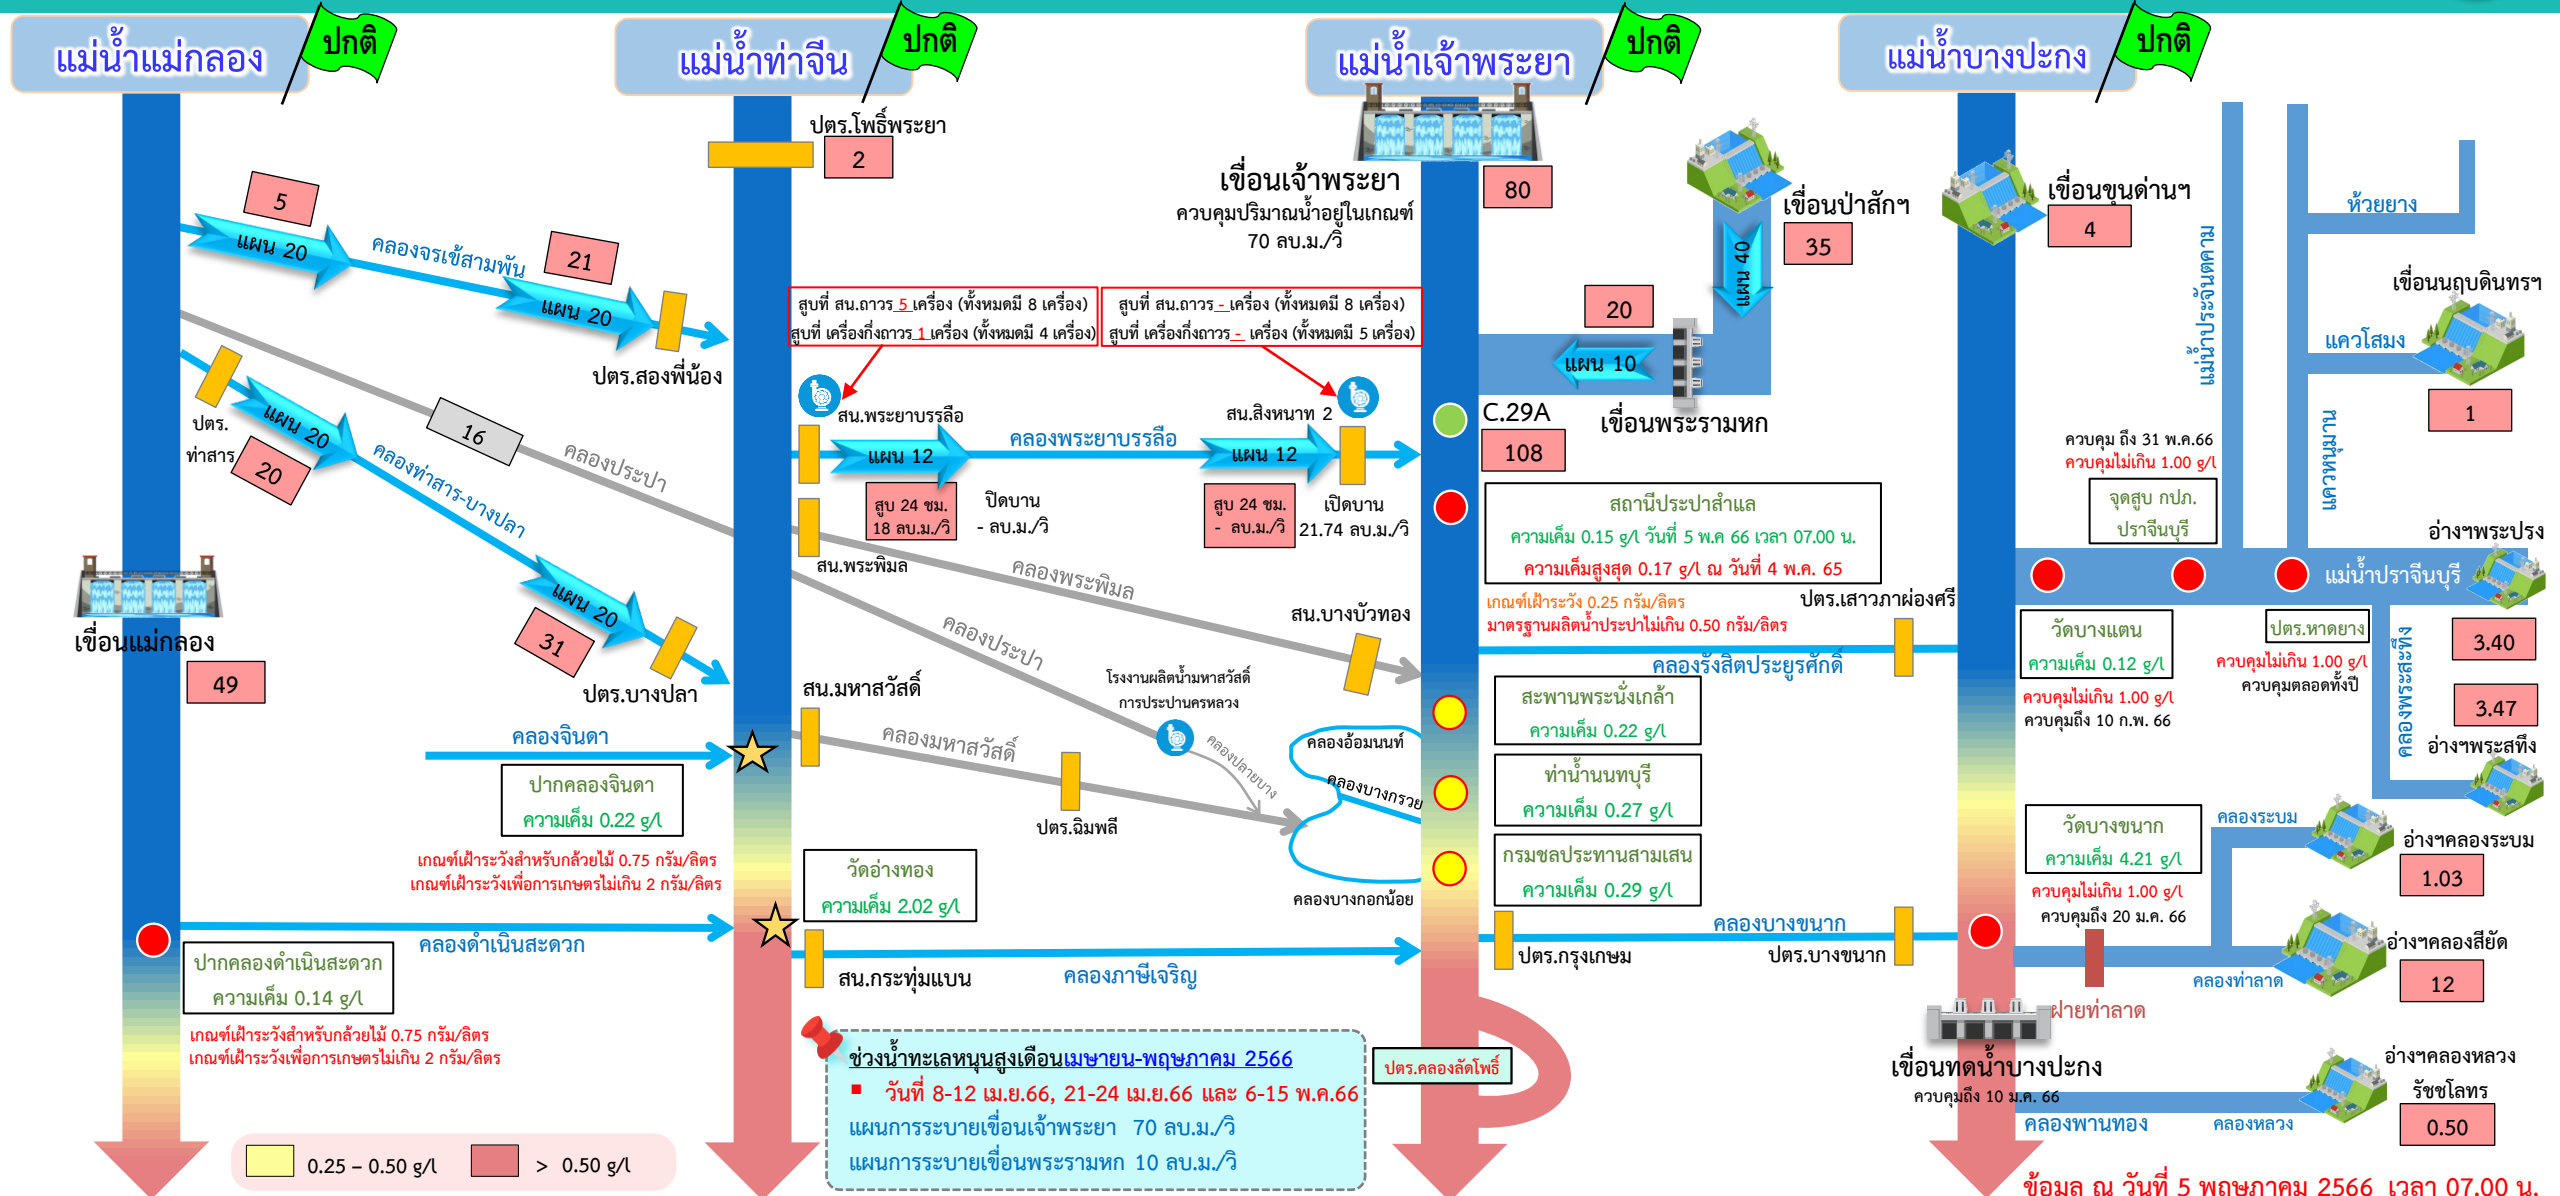 แม่น้ำแม่กลอง
ปกติ
แม่น้ำท่าจีน
ปกติ
แม่น้ำเจ้าพระยา
ปกติ
แม่น้ำบางปะกง
ปกติ
5
แผน 20
คลองจรเข้สามพัน
21
แผน 20
ปตร.สองพี่น้อง
ปตร.
ท่าสาร
แผน 20
20
คลองท่าสาร-บางปลา
16
คลองประปา
แผน 20
31
ปตร.บางปลา
เขื่อนแม่กลอง
49
คลองจินดา
ปากคลองจินดา
ความเค็ม 0.22 g/l
เกณฑ์เฝ้าระวังสำหรับกล้วยไม้ 0.75 กรัม/ลิตร
เกณฑ์เฝ้าระวังเพื่อการเกษตรไม่เกิน 2 กรัม/ลิตร
คลองดำเนินสะดวก
ปากคลองดำเนินสะดวก
ความเค็ม 0.14 g/l
เกณฑ์เฝ้าระวังสำหรับกล้วยไม้ 0.75 กรัม/ลิตร
เกณฑ์เฝ้าระวังเพื่อการเกษตรไม่เกิน 2 กรัม/ลิตร
0.25 – 0.50 g/l
> 0.50 g/l
ปตร.โพธิ์พระยา
2
สูบที่ สน.ถาวร 5 เครื่อง (ทั้งหมดมี 8 เครื่อง)
สูบที่ เครื่องกึ่งถาวร 1 เครื่อง (ทั้งหมดมี 4 เครื่อง)
สูบที่ สน.ถาวร - เครื่อง (ทั้งหมดมี 8 เครื่อง)
สูบที่ เครื่องกึ่งถาวร - เครื่อง (ทั้งหมดมี 5 เครื่อง)
สน.พระยาบรรลือ
แผน 12
คลองพระยาบรรลือ
สน.สิงหนาท 2
แผน 12
สูบ 24 ชม.
18 ลบ.ม./วิ
ปิดบาน
- ลบ.ม./วิ
สูบ 24 ชม.
- ลบ.ม./วิ
เปิดบาน
21.74 ลบ.ม./วิ
สน.พระพิมล
คลองพระพิมล
สน.บางบัวทอง
คลองประปา
โรงงานผลิตน้ำมหาสวัสดิ์
การประปานครหลวง
สน.มหาสวัสดิ์
คลองมหาสวัสดิ์
ปตร.ฉิมพลี
คลองปลายบาง
คลองอ้อมนนท์
คลองบางกรวย
คลองบางกอกน้อย
วัดอ่างทอง
ความเค็ม 2.02 g/l
สน.กระทุ่มแบน
คลองภาษีเจริญ
ช่วงน้ำทะเลหนุนสูงเดือนเมษายน-พฤษภาคม 2566
วันที่ 8-12 เม.ย.66, 21-24 เม.ย.66 และ 6-15 พ.ค.66
แผนการระบายเขื่อนเจ้าพระยา 70 ลบ.ม./วิ
แผนการระบายเขื่อนพระรามหก 10 ลบ.ม./วิ
ปตร.คลองลัดโพธิ์
เขื่อนเจ้าพระยา
ควบคุมปริมาณน้ำอยู่ในเกณฑ์
70 ลบ.ม./วิ
80
เขื่อนป่าสักฯ
35
แผน 40
20
แผน 10
เขื่อนพระรามหก
C.29A
108
สถานีประปาสำแล
ความเค็ม 0.15 g/l วันที่ 5 พ.ค 66 เวลา 07.00 น.
ความเค็มสูงสุด 0.17 g/l ณ วันที่ 4 พ.ค. 65
เกณฑ์เฝ้าระวัง 0.25 กรัม/ลิตร
มาตรฐานผลิตน้ำประปาไม่เกิน 0.50 กรัม/ลิตร
ปตร.เสาวภาผ่องศรี
คลองรังสิตประยูรศักดิ์
สะพานพระนั่งเกล้า
ความเค็ม 0.22 g/l
ท่าน้ำนนทบุรี
ความเค็ม 0.27 g/l
กรมชลประทานสามเสน
ความเค็ม 0.29 g/l
ปตร.กรุงเกษม
คลองบางขนาก
ปตร.บางขนาก
เขื่อนขุนด่านฯ
4
แม่น้ำประจันตคาม
ห้วยยาง
เขื่อนนฤบดินทรฯ
แควโสมง
1
แควหนุมาน
ควบคุม ถึง 31 พ.ค.66
ควบคุมไม่เกิน 1.00 g/l
จุดสูบ กปภ.
ปราจีนบุรี
อ่างฯพระปรง
แม่น้ำปราจีนบุรี
3.40
วัดบางแตน
ความเค็ม 0.12 g/l
ควบคุมไม่เกิน 1.00 g/l
ควบคุมถึง 10 ก.พ. 66
ปตร.หาดยาง
ควบคุมไม่เกิน 1.00 g/l
ควบคุมตลอดทั้งปี
คลองพระสะทึง
3.47
อ่างฯพระสทึง
วัดบางขนาก
ความเค็ม 4.21 g/l
ควบคุมไม่เกิน 1.00 g/l
ควบคุมถึง 20 ม.ค. 66
คลองระบม
อ่างฯคลองระบม
1.03
อ่างฯคลองสียัด
12
คลองท่าลาด
ฝายท่าลาด
เขื่อนทดน้ำบางปะกง
ควบคุมถึง 10 ม.ค. 66
คลองพานทอง
คลองหลวง
อ่างฯคลองหลวง
รัชชโลทร
0.50
ข้อมูล ณ วันที่ 5 พฤษภาคม 2566 เวลา 07.00 น.